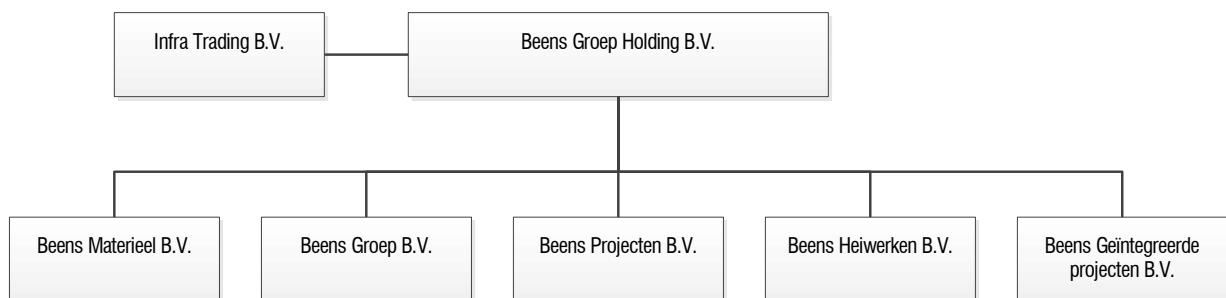 Infra Trading B.V.
Beens Groep Holding B.V.
Beens Materieel B.V.
Beens Groep B.V.
Beens Projecten B.V.
Beens Heiwerken B.V.
Beens Geïntegreerde
projecten B.V.